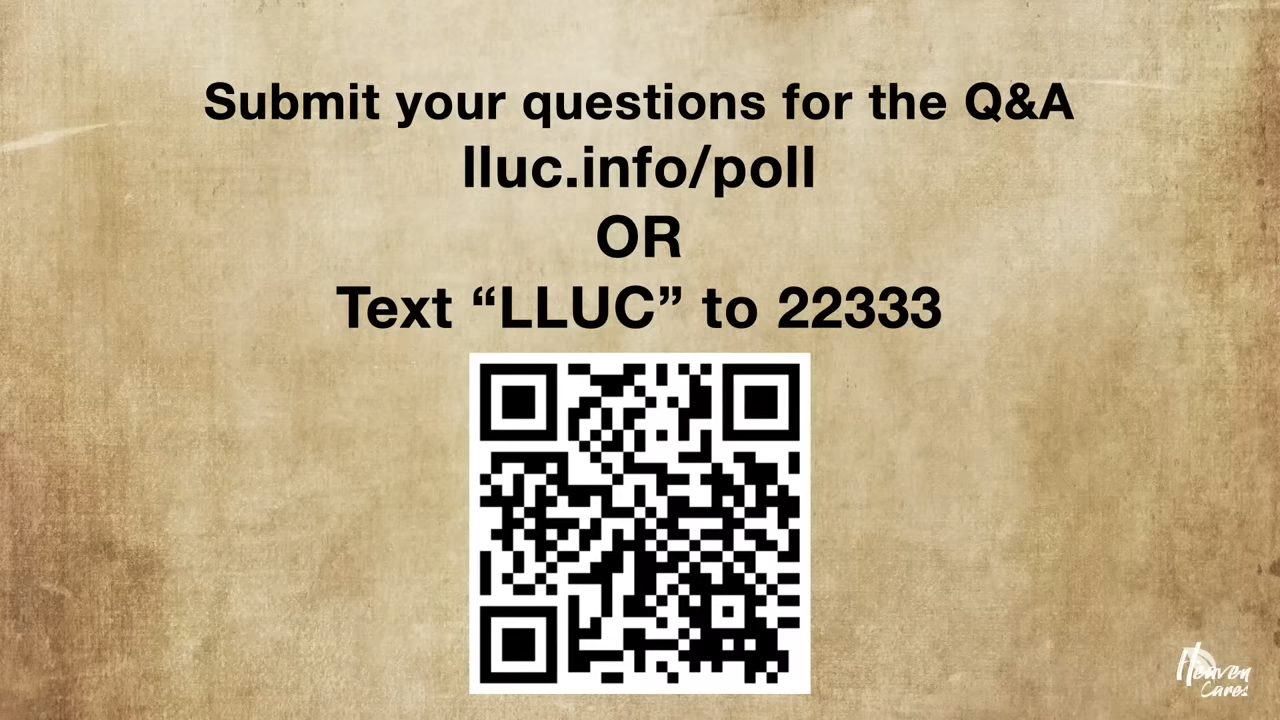 Submit your questions for the Q&A
lluc.info/poll
OR
Text “LLUC” to 22333
Heaven
Cares